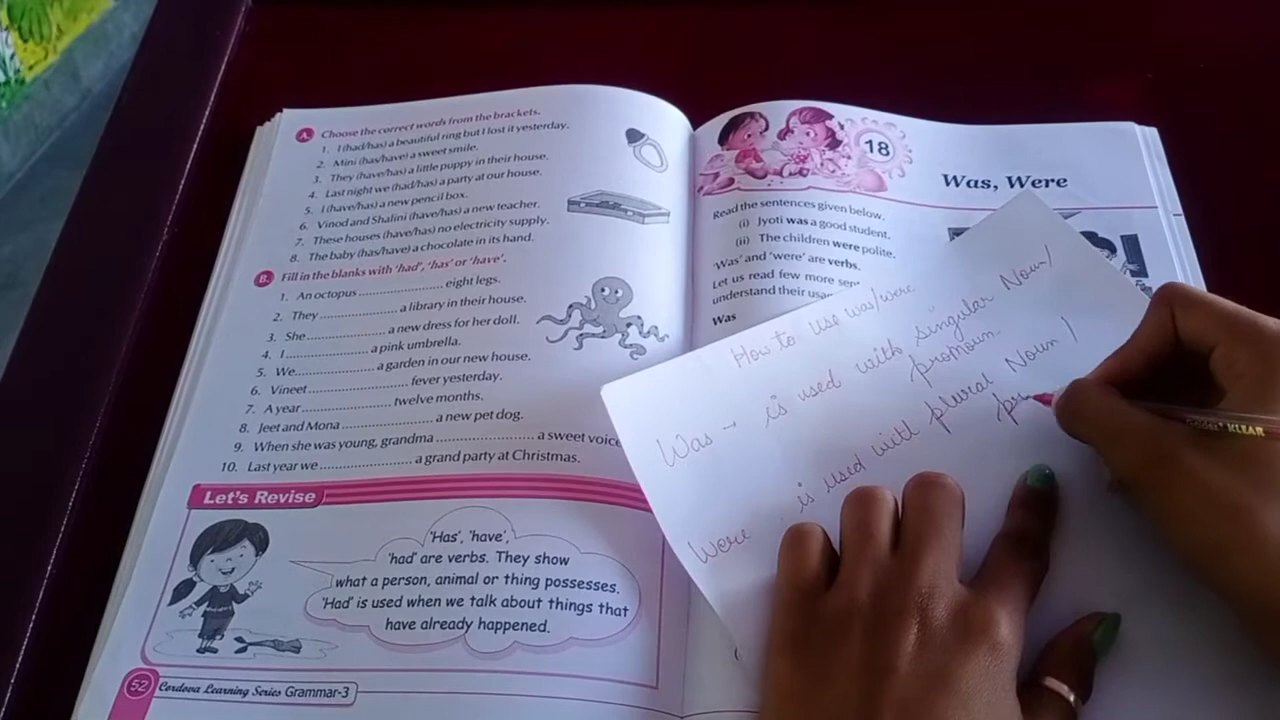 A. Choose the correct words from the brackets.
1. I (had/has) a beautiful ring but I lost it yesterday.
2. Mini (has/have) a sweet smile.
3. They (have/has) a little puppy in their house.
4. Last night we (had/has) a party at our house.
5. I (have/has) a new pencil box.
6. Vinod and Shalini (have/has) a new teacher.
7. These houses (have/has) no electricity supply.
8. The baby (has/have) a chocolate in its hand.
B. Fill in the blanks with 'had', 'has' or 'have'.
1. An octopus ........................ eight legs.
2. They ........................ a library in their house.
3. She ........................ a new dress for her doll.
4. I ........................ a pink umbrella.
5. We ........................ a garden in our new house.
6. Vineet ........................ fever yesterday.
7. A year ........................ twelve months.
8. Jeet and Mona ........................ a new pet dog.
9. When she was young, grandma ........................ a sweet voice
10. Last year we ........................ a grand party at Christmas.
Let's Revise
'Has', 'have',
'had' are verbs. They show
what a person, animal or thing possesses.
'Had' is used when we talk about things that
have already happened.
52 Cordova Learning Series Grammar-3
18
Was, Were
Read the sentences given below.
(i) Jyoti was a good student.
(ii) The children were polite.
'Was' and 'were' are verbs.
Let us read few more
understand their
Was
How to use was/were
Was → is used with singular Noun/
pronoun.
Were is used with plural Noun/
KLEAR